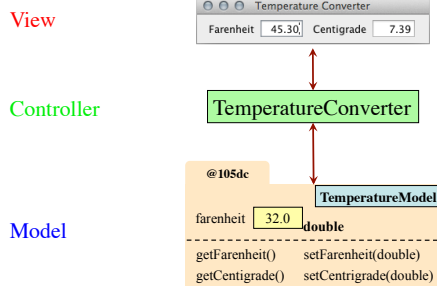 View
Temperature Converter
Farenheit 45.30 Centigrade 7.39
Controller
TemperatureConverter
@105dc
TemperatureModel
farenheit 32.0 double
Model
getFarenheit() setFarenheit(double)
getCentigrade() setCentrigrade(double)